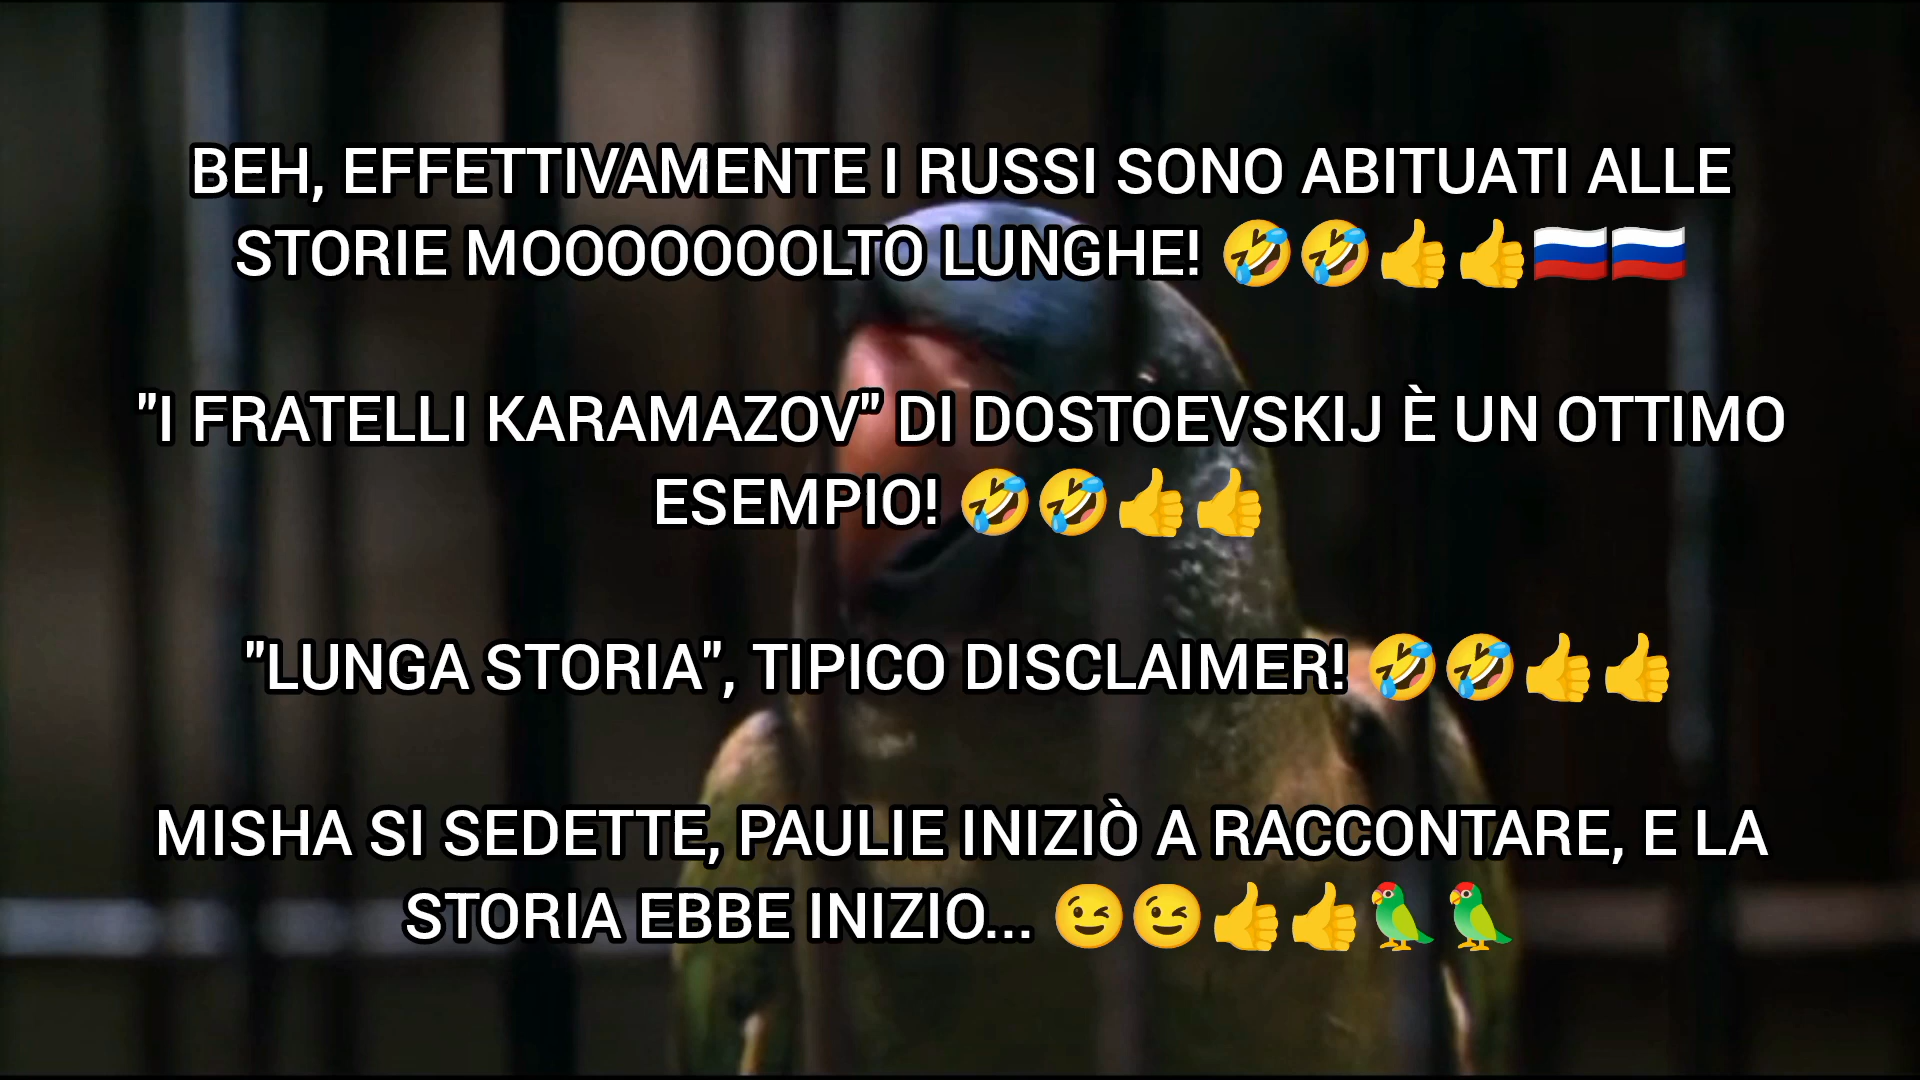 BEH, EFFETTIVAMENTE I RUSSI SONO ABITUATI ALLE
STORIE MOOOOOOOLTO LUNGHE! 🤣🤣👍👍🇷🇺🇷🇺
"I FRATELLI KARAMAZOV" DI DOSTOEVSKIJ È UN OTTIMO
ESEMPIO! 🤣🤣👍👍
"LUNGA STORIA", TIPICO DISCLAIMER! 🤣🤣👍👍
MISHA SI SEDETTE, PAULIE INIZIÒ A RACCONTARE, E LA
STORIA EBBE INIZIO... 😉😉👍👍🦜🦜